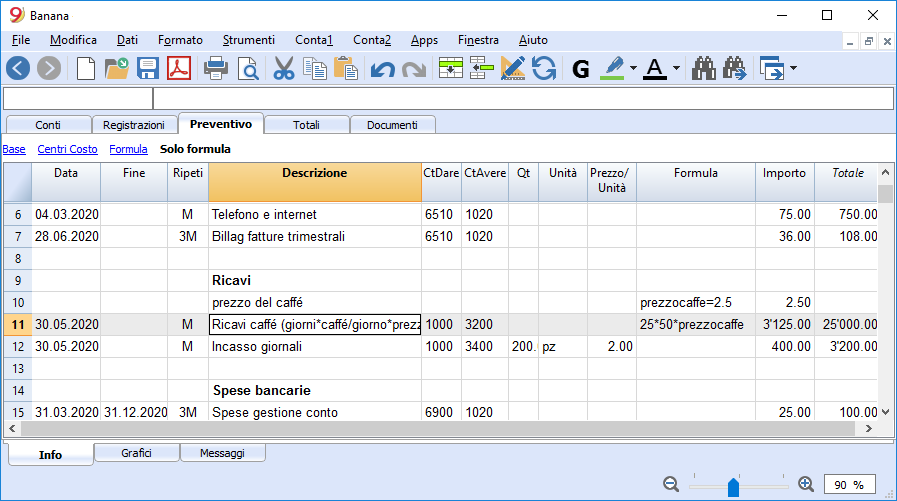 Banana
File Modifica Dati Formato Strumenti Conta1 Conta2 Apps Finestra Aiuto
G A
Conti Registrazioni Preventivo Totali Documenti
Base Centri Costo Formula Solo formula
Data Fine Ripeti Descrizione CtDare CtAvere Qt Unità Prezzo/ Formula Importo Totale
Unità
6 04.03.2020 M Telefono e internet 6510 1020 75.00 750.00
7 28.06.2020 3M Billag fatture trimestrali 6510 1020 36.00 108.00
8
9 Ricavi
10 prezzo del caffé prezzocaffe=2.5 2.50
11 30.05.2020 M Ricavi caffé (giorni*caffé/giorno*prezz 1000 3200 25*50*prezzocaffe 3'125.00 25'000.00
12 30.05.2020 M Incasso giornali 1000 3400 200. pz 2.00 400.00 3'200.00
13
14 Spese bancarie
15 31.03.2020 31.12.2020 3M Spese gestione conto 6900 1020 25.00 100.00
Info Grafici Messaggi
90 %